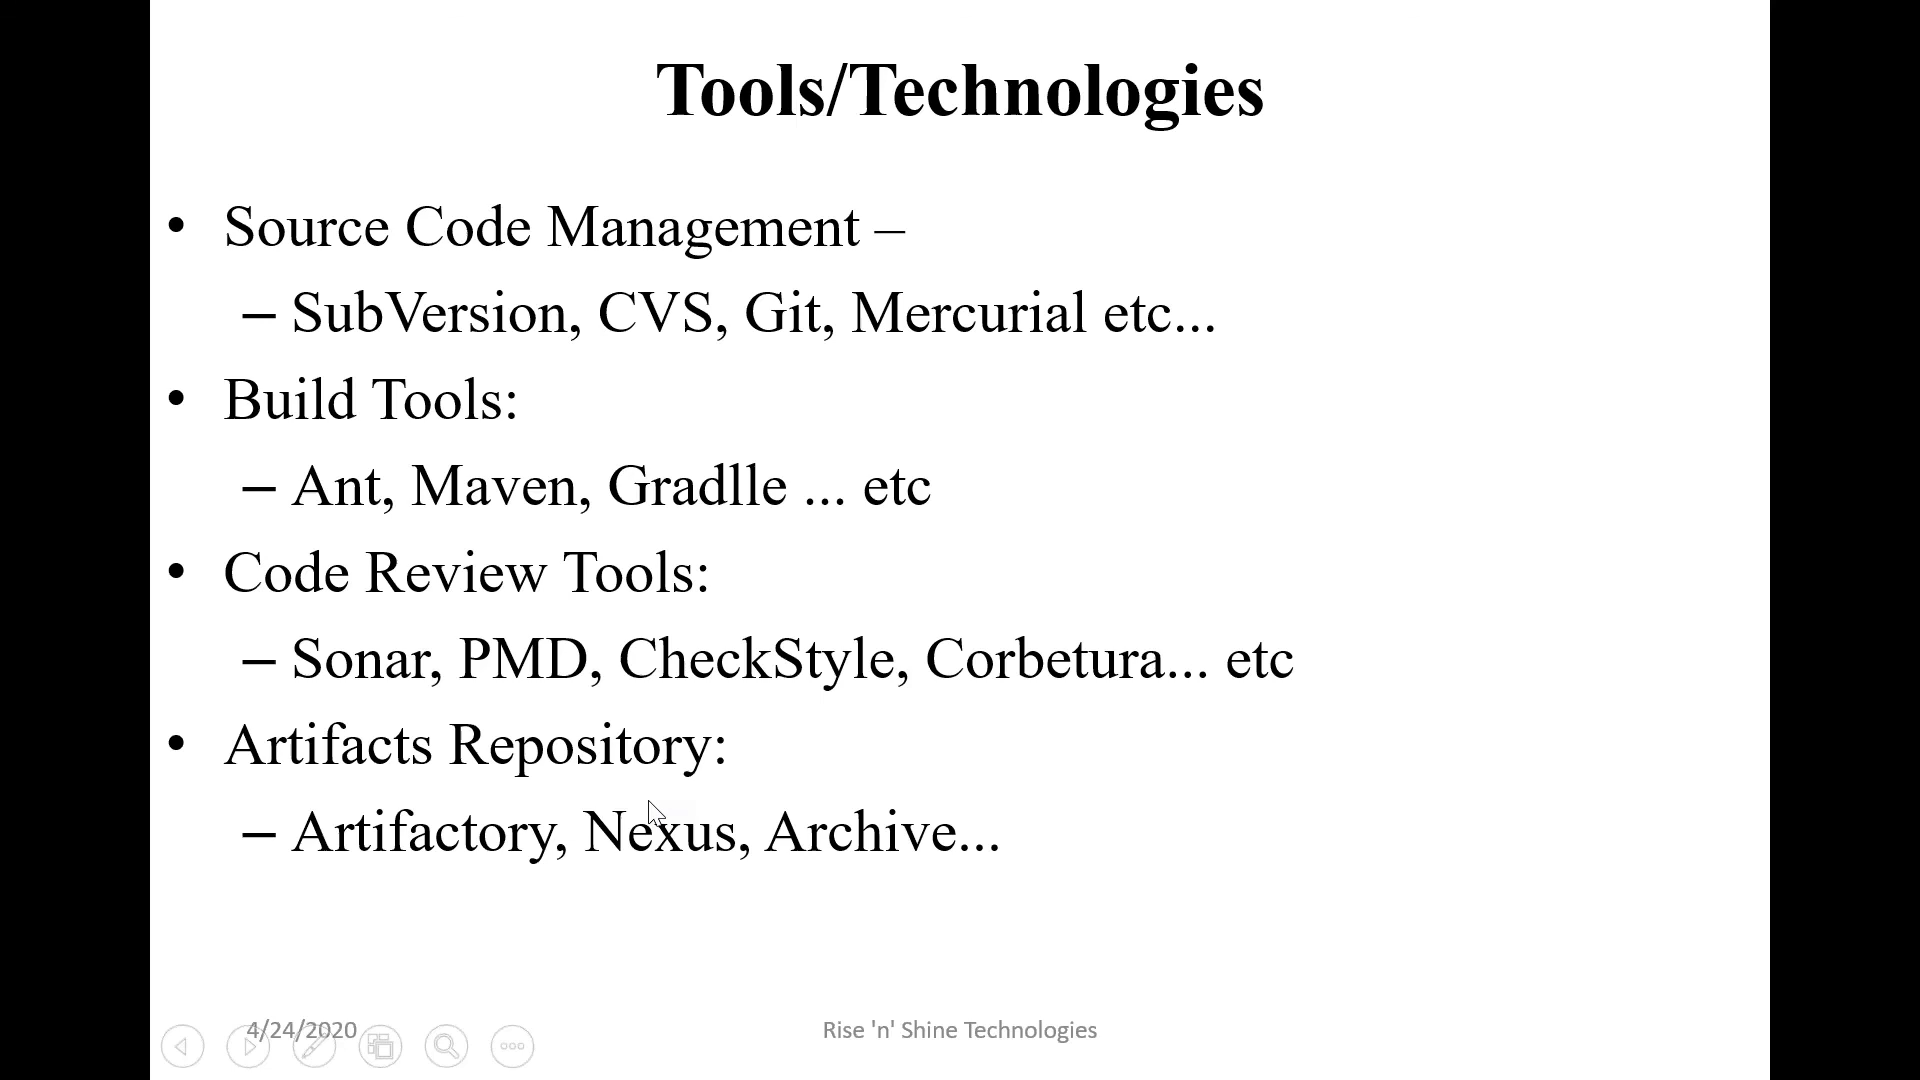 Tools/Technologies
• Source Code Management –
– SubVersion, CVS, Git, Mercurial etc...
• Build Tools:
– Ant, Maven, Gradlle ... etc
• Code Review Tools:
– Sonar, PMD, CheckStyle, Corbetura... etc
• Artifacts Repository:
– Artifactory, Nexus, Archive...
4/24/2020
Rise 'n' Shine Technologies